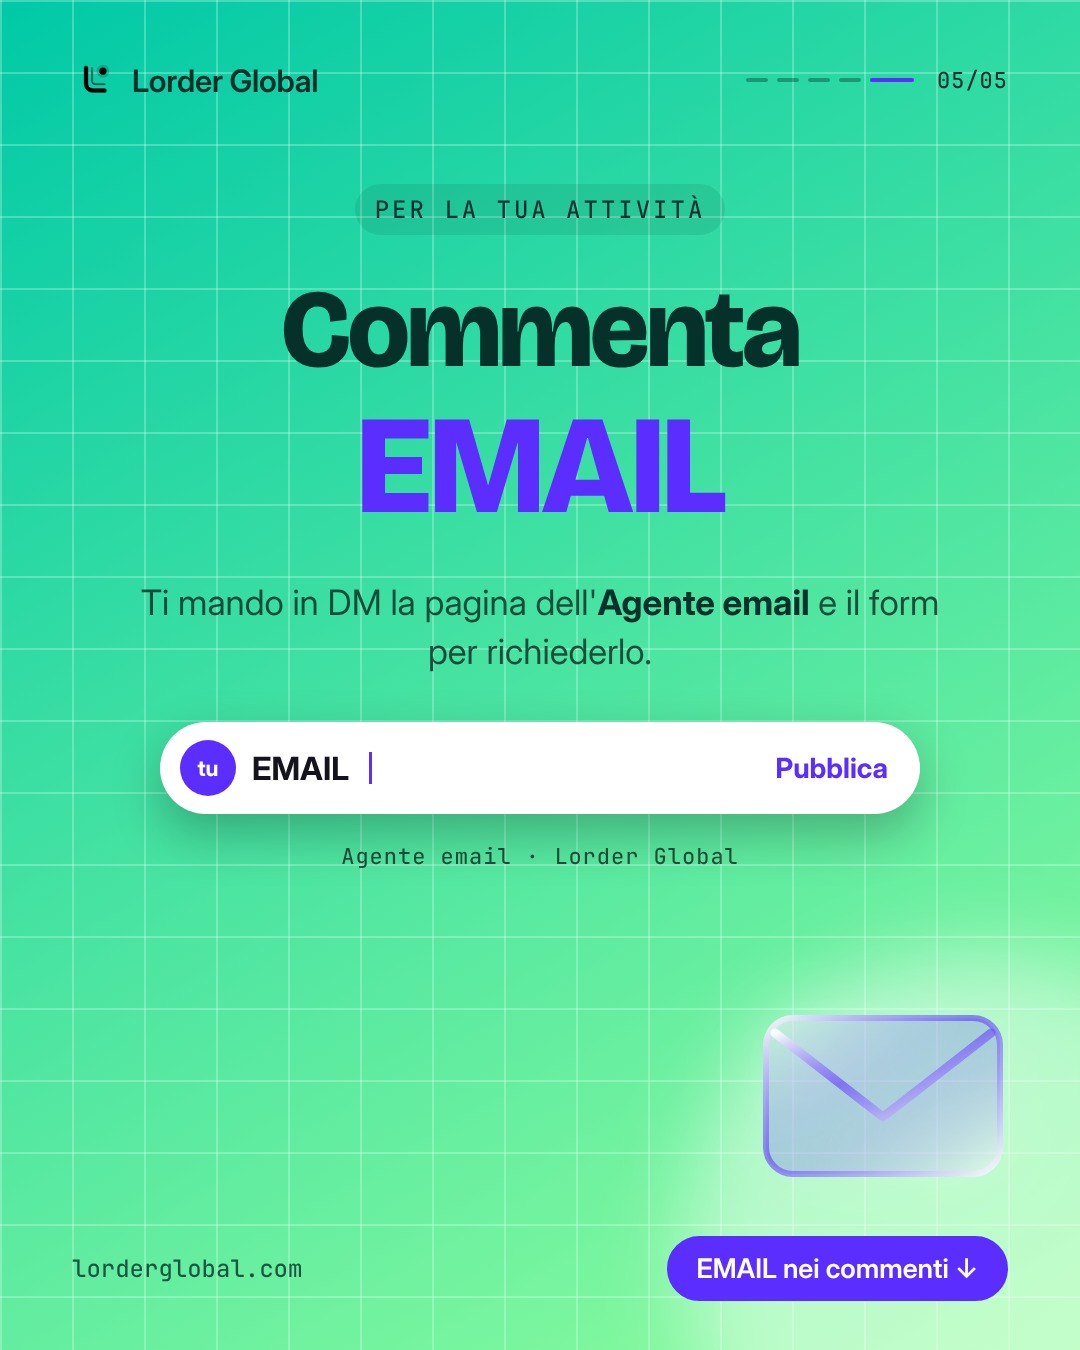 Lorder Global
05/05
PER LA TUA ATTIVITÀ
Commenta
EMAIL
Ti mando in DM la pagina dell'Agente email e il form
per richiederlo.
tu EMAIL Pubblica
Agente email · Lorder Global
lorderglobal.com
EMAIL nei commenti ↓